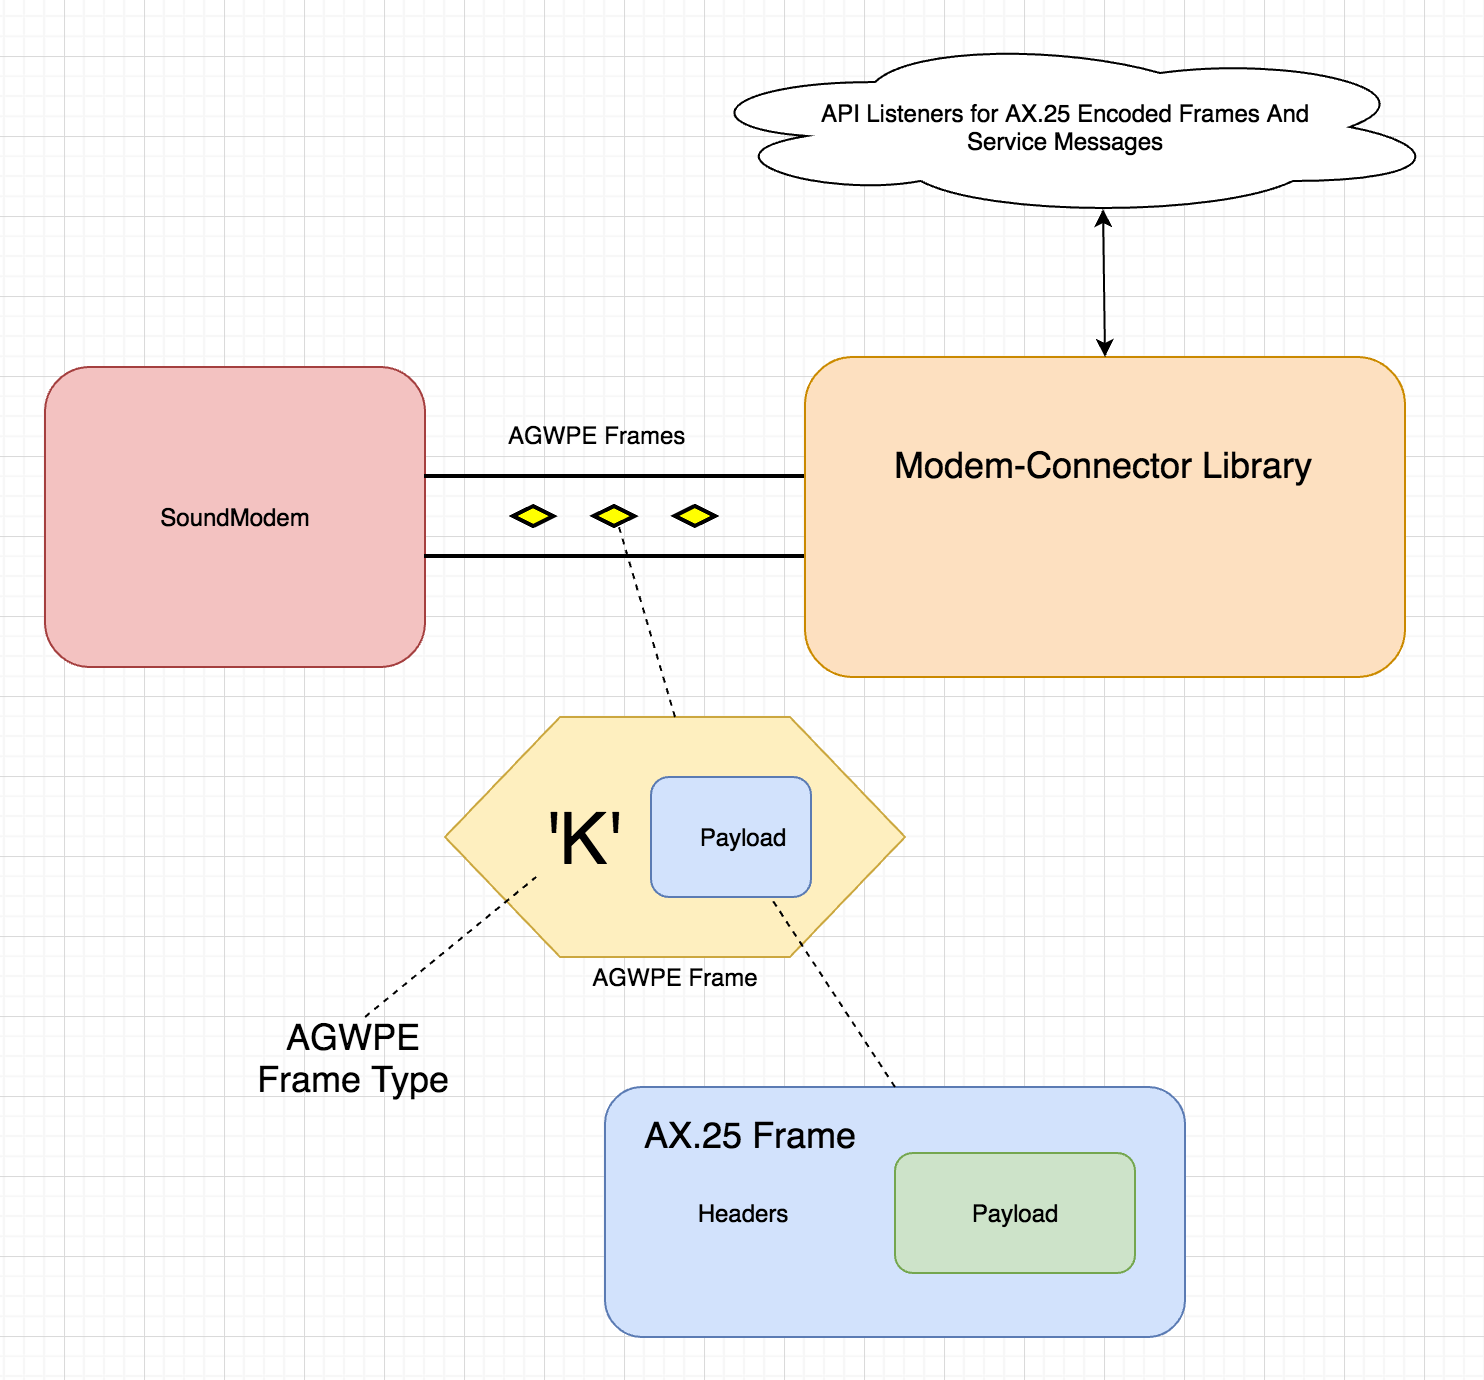 API Listeners for AX.25 Encoded Frames And
Service Messages
AGWPE Frames
Modem-Connector Library
SoundModem
'K'
Payload
AGWPE Frame
AGWPE
Frame Type
AX.25 Frame
Headers
Payload